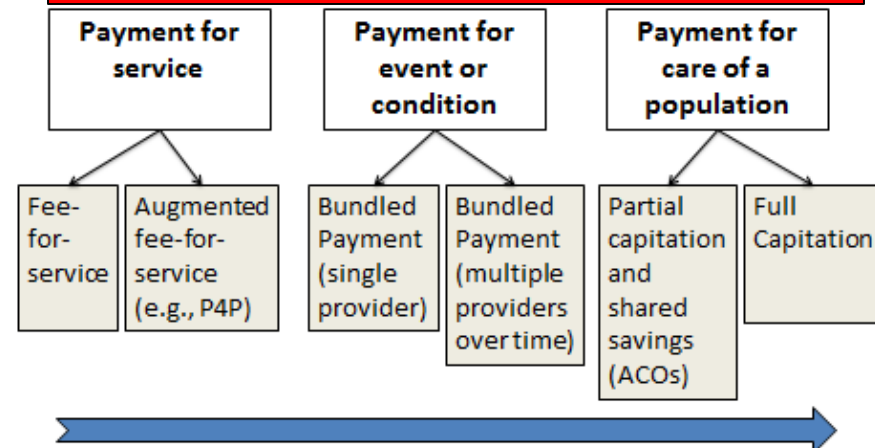 Payment for
service
Payment for
event or
condition
Payment for
care of a
population
Fee-
for-
service
Augmented
fee-for-
service
(e.g., P4P)
Bundled
Payment
(single
provider)
Bundled
Payment
(multiple
providers
over time)
Partial
capitation
and
shared
savings
(ACOs)
Full
Capitation